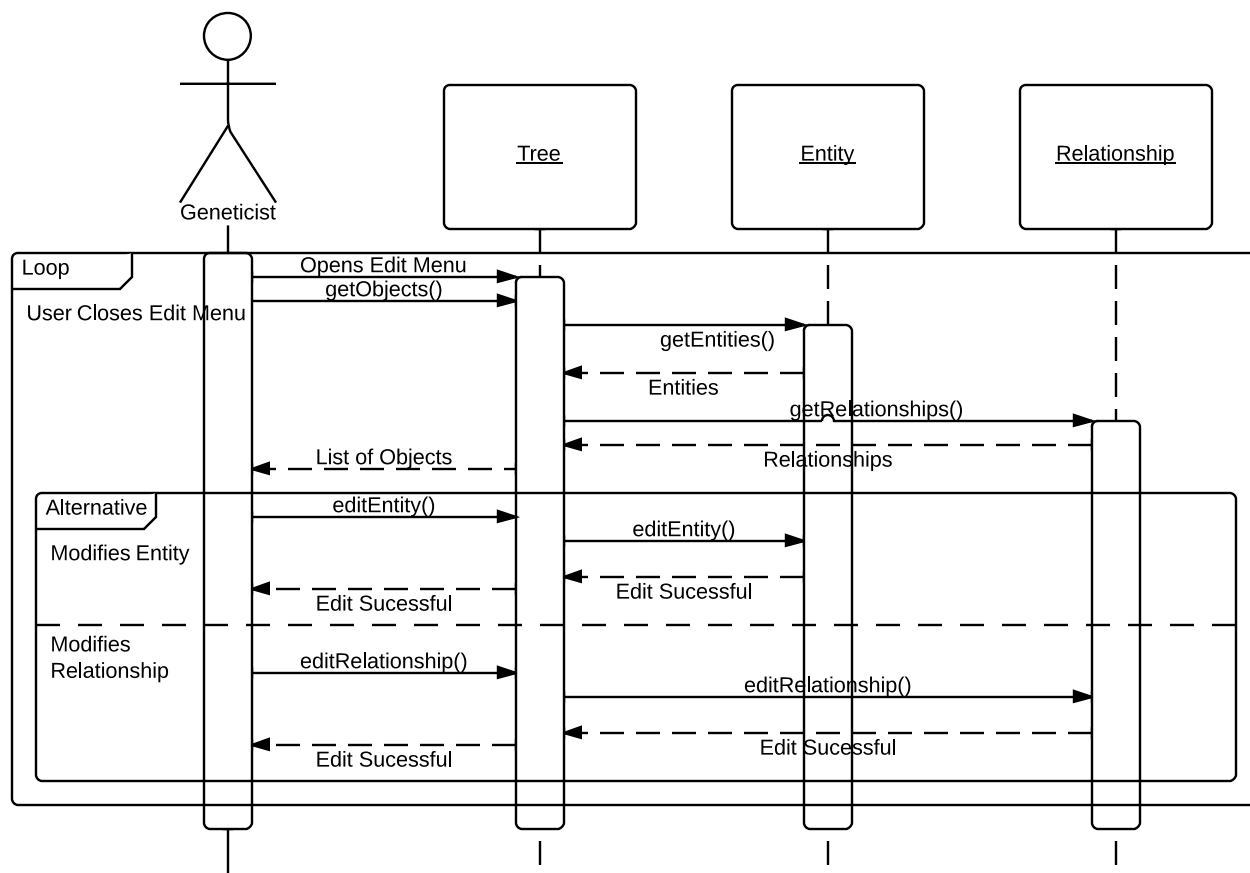 Geneticist
Tree
Entity
Relationship
Loop
Opens Edit Menu
getObjects()
User Closes Edit Menu
getEntities()
Entities
getRelationships()
List of Objects
Relationships
Alternative
editEntity()
editEntity()
Modifies Entity
Edit Sucessful
Edit Sucessful
Modifies
Relationship
editRelationship()
editRelationship()
Edit Sucessful
Edit Sucessful